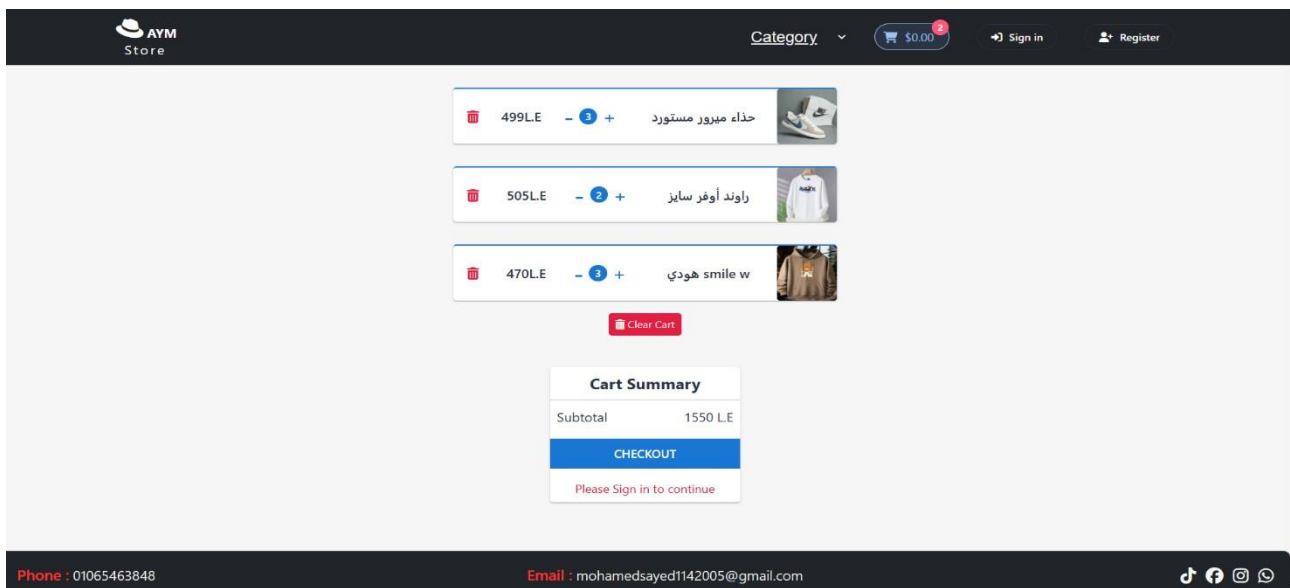 AYM
Store
Category
$0.00
2
Sign in
Register
499L.E - 3 + حذاء ميرور مستورد
505L.E - 2 + راوند أوفر سايز
470L.E - 3 + هودي smile w
Clear Cart
Cart Summary
Subtotal 1550 L.E
CHECKOUT
Please Sign in to continue
Phone : 01065463848
Email : mohamedsayed1142005@gmail.com